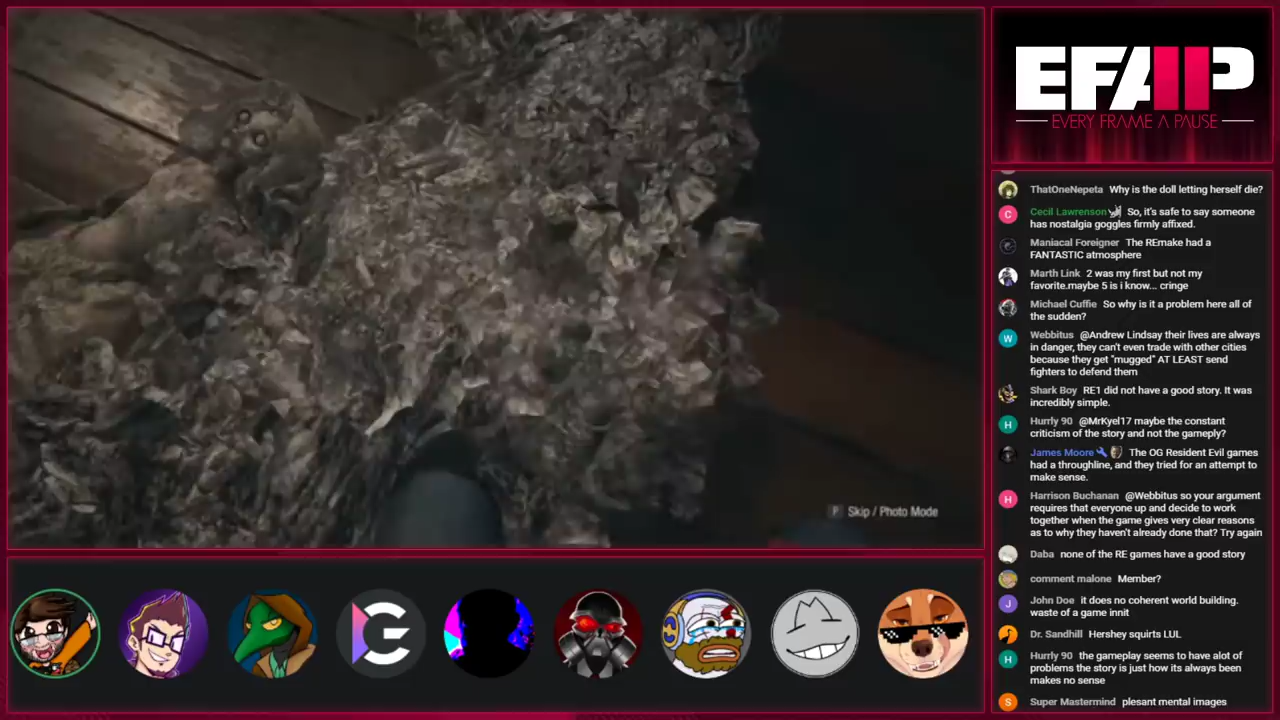 EFAP
EVERY FRAME A PAUSE
ThatOneNepeta Why is the doll letting herself die?
Cecil Lawrenson So, it's safe to say someone
has nostalgia goggles firmly affixed.
Maniacal Foreigner The REmake had a
FANTASTIC atmosphere
Marth Link 2 was my first but not my
favorite.maybe 5 is i know... cringe
Michael Cuffie So why is it a problem here all of
the sudden?
W
Webbitus @Andrew Lindsay their lives are always
in danger, they can't even trade with other cities
because they get "mugged" AT LEAST send
fighters to defend them
Shark Boy RE1 did not have a good story. It was
incredibly simple.
H
Hurrly 90 @MrKyel17 maybe the constant
criticism of the story and not the gameply?
James Moore The OG Resident Evil games
had a throughline, and they tried for an attempt to
make sense.
H
Harrison Buchanan @Webbitus so your argument
requires that everyone up and decide to work
together when the game gives very clear reasons
as to why they haven't already done that? Try again
Daba none of the RE games have a good story
comment malone Member?
J
John Doe it does no coherent world building.
waste of a game innit
Dr. Sandhill Hershey squirts LUL
H
Hurrly 90 the gameplay seems to have alot of
problems the story is just how its always been
makes no sense
S
Super Mastermind plesant mental images
C
P Skip / Photo Mode